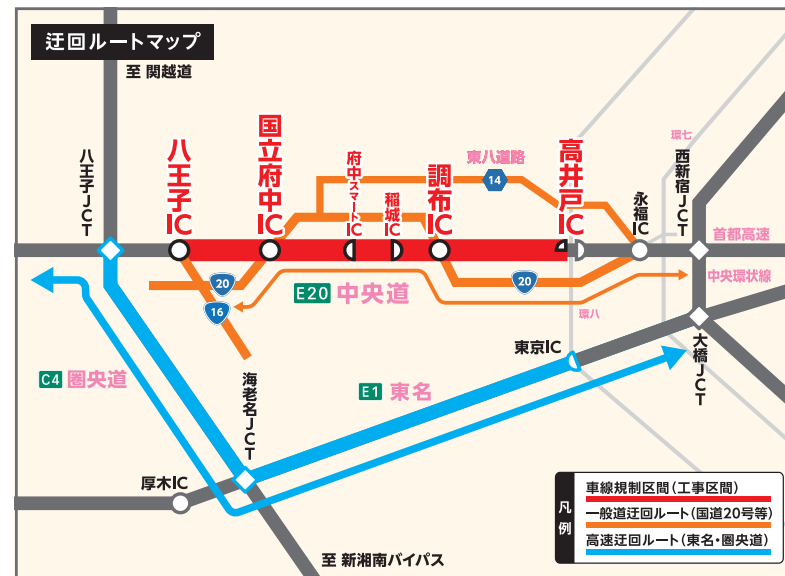 迂回ルートマップ
至 関越道
八王子JCT
八王子IC
国立府中IC
府中スマートIC
稲城IC
調布IC
東八道路
14
高井戸IC
永福IC
環七
西新宿JCT
首都高速
中央環状線
20
16
E20 中央道
20
環八
東京IC
大橋JCT
C4 圏央道
海老名JCT
E1 東名
厚木IC
至 新湘南バイパス
凡例
車線規制区間(工事区間)
一般道迂回ルート(国道20号等)
高速迂回ルート(東名・圏央道)